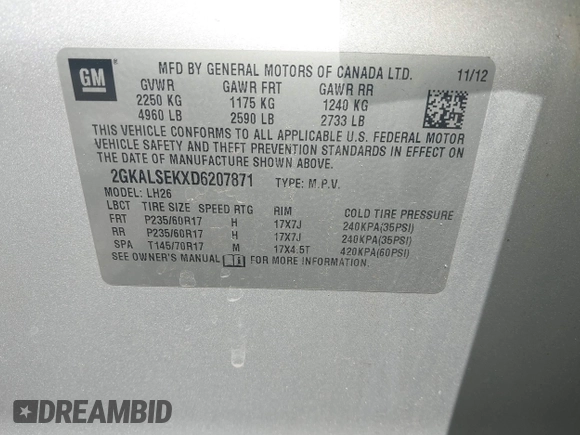 GM
MFD BY GENERAL MOTORS OF CANADA LTD. 11/12
GVWR GAWR FRT GAWR RR
2250 KG 1175 KG 1240 KG
4960 LB 2590 LB 2733 LB
THIS VEHICLE CONFORMS TO ALL APPLICABLE U.S. FEDERAL MOTOR
VEHICLE SAFETY AND THEFT PREVENTION STANDARDS IN EFFECT ON
THE DATE OF MANUFACTURE SHOWN ABOVE.
2GKALSEKXD6207871 TYPE: M.P.V.
MODEL: LH26
LBCT TIRE SIZE SPEED RTG RIM COLD TIRE PRESSURE
FRT P235/60R17 H 17X7J 240KPA(35PSI)
RR P235/60R17 H 17X7J 240KPA(35PSI)
SPA T145/70R17 M 17X4.5T 420KPA(60PSI)
SEE OWNER'S MANUAL FOR MORE INFORMATION.
DREAMBID